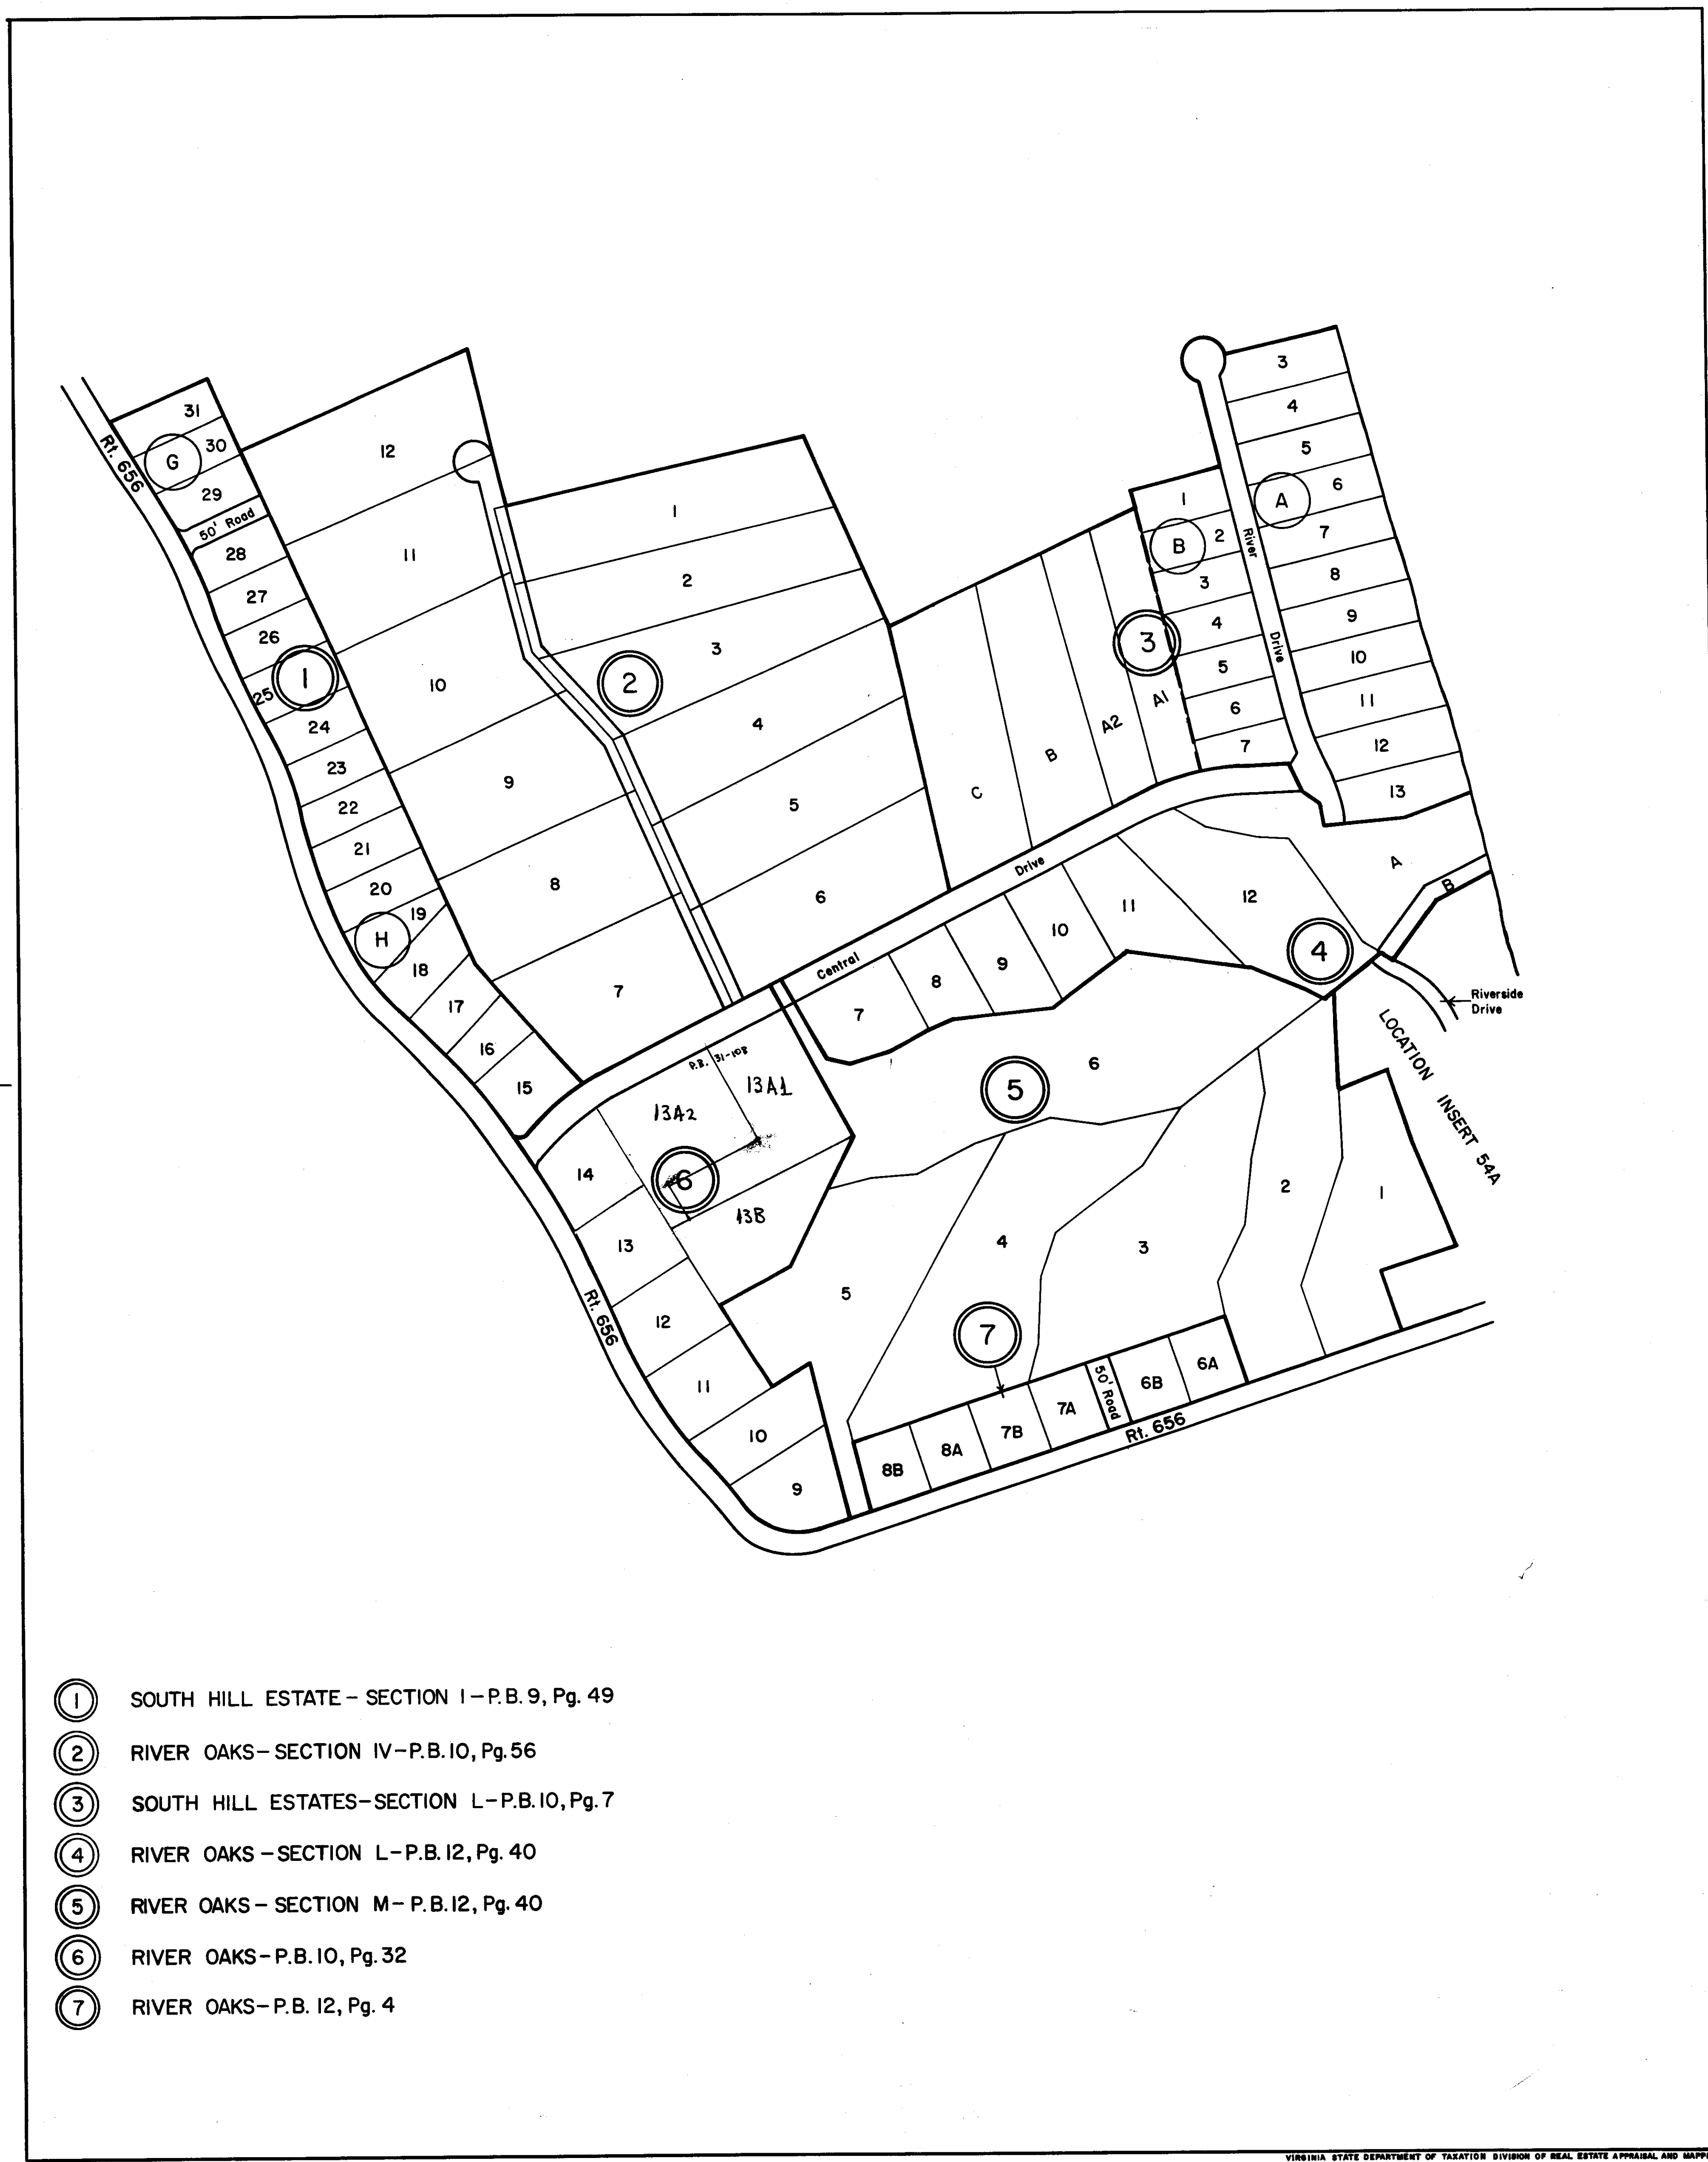 31
30
G
29
50' Road
28
27
26
25
1
24
23
22
21
20
19
H
18
17
16
15
Rt. 656
12
11
10
9
8
7
1
2
2
3
4
5
6
C
B
A2
A1
3
B
1
2
3
4
5
6
7
River
Drive
A
3
4
5
6
7
8
9
10
11
12
13
Central
Drive
7
8
9
10
11
12
A
B
4
Riverside
Drive
LOCATION INSERT 54A
P.B. 31-108
13A1
13A2
6
13B
14
13
12
11
10
9
Rt. 656
5
6
5
4
3
2
1
7
8B
8A
7B
7A
50' Road
6B
6A
Rt. 656
1 SOUTH HILL ESTATE - SECTION I - P.B. 9, Pg. 49
2 RIVER OAKS - SECTION IV - P.B. 10, Pg. 56
3 SOUTH HILL ESTATES - SECTION L - P.B. 10, Pg. 7
4 RIVER OAKS - SECTION L - P.B. 12, Pg. 40
5 RIVER OAKS - SECTION M - P.B. 12, Pg. 40
6 RIVER OAKS - P.B. 10, Pg. 32
7 RIVER OAKS - P.B. 12, Pg. 4
VIRGINIA STATE DEPARTMENT OF TAXATION DIVISION OF REAL ESTATE APPRAISAL AND